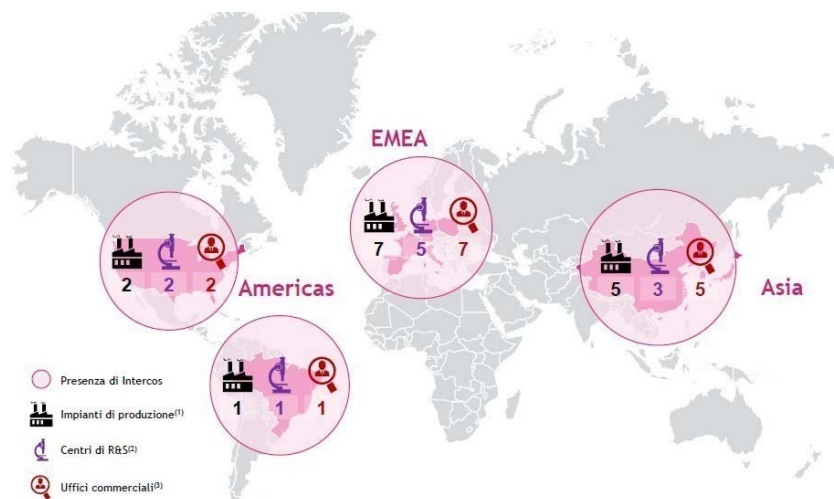 EMEA
7 5 7
2 2 2
Americas
5 3 5
Asia
1 1 1
Presenza di Intercos
Impianti di produzione(1)
Centri di R&S(2)
Uffici commerciali(3)